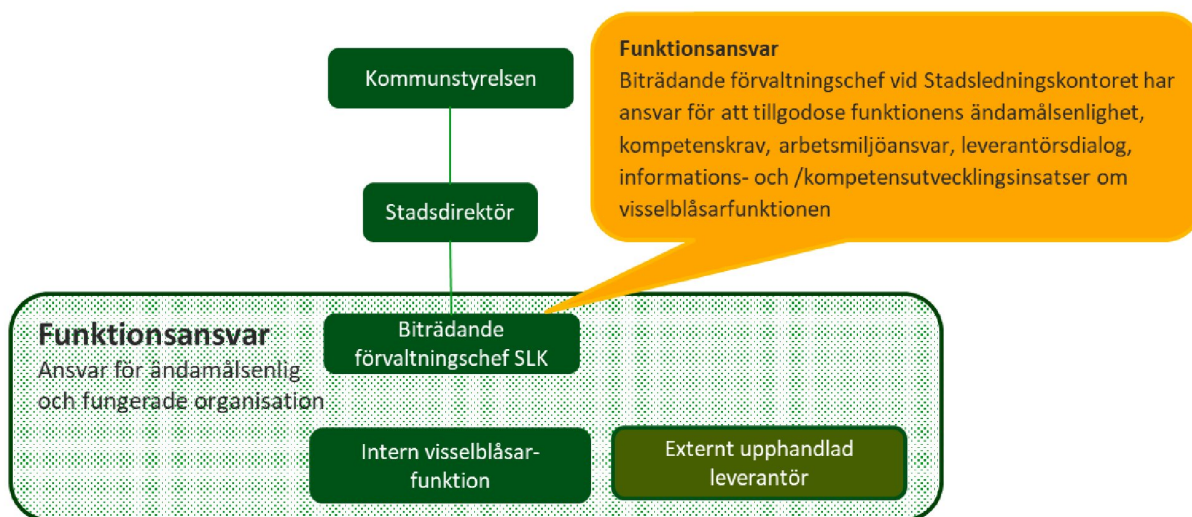 Kommunstyrelsen
Stadsdirektör
Funktionsansvar
Biträdande förvaltningschef vid Stadsledningskontoret har
ansvar för att tillgodose funktionens ändamålsenlighet,
kompetenskrav, arbetsmiljöansvar, leverantörsdialog,
informations- och /kompetensutvecklingsinsatser om
visselblåsarfunktionen
Funktionsansvar
Ansvar för ändamålsenlig
och fungerade organisation
Biträdande
förvaltningschef SLK
Intern visselblåsar-
funktion
Externt upphandlad
leverantör